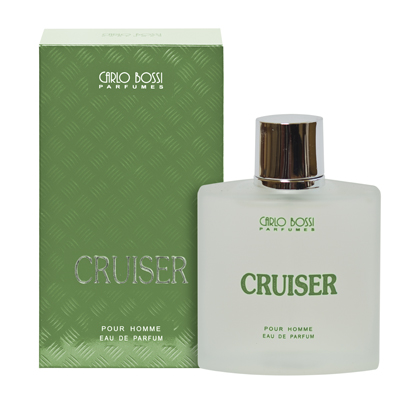 CARLO BOSSI
PARFUMES
CRUISER
POUR HOMME
EAU DE PARFUM
CARLO BOSSI
PARFUMES
CRUISER
POUR HOMME
EAU DE PARFUM